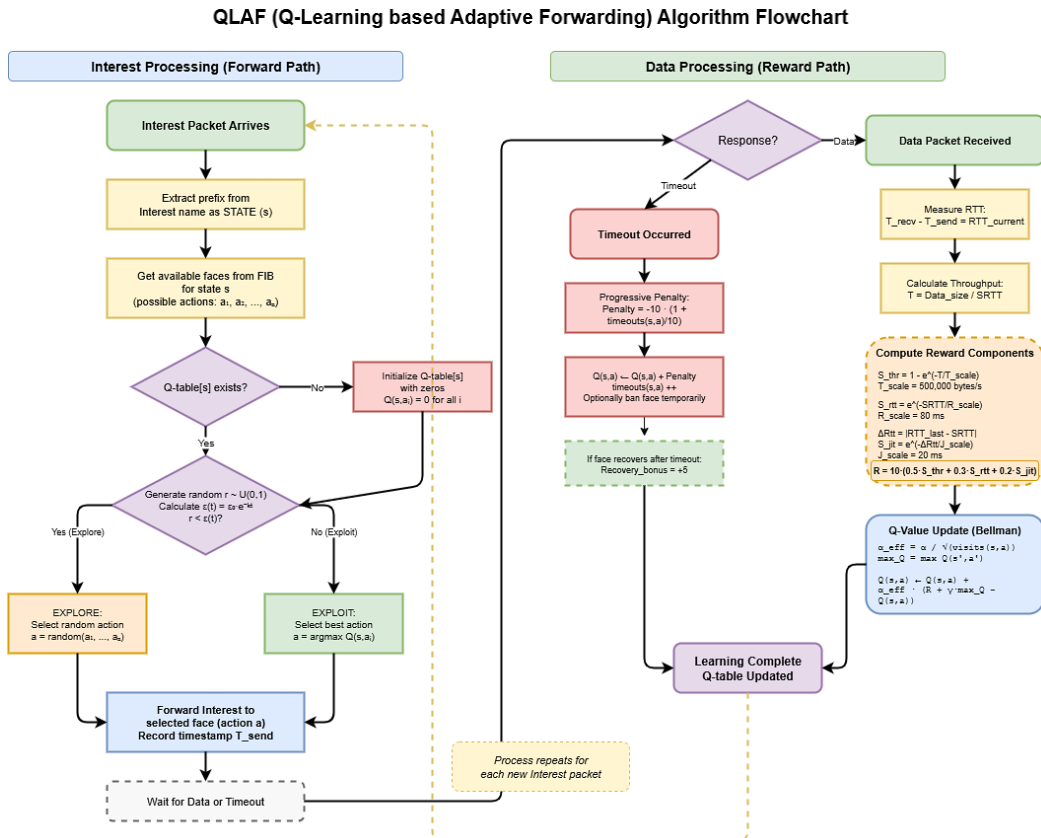 QLAF (Q-Learning based Adaptive Forwarding) Algorithm Flowchart
Interest Processing (Forward Path)
Interest Packet Arrives
Extract prefix from
Interest name as STATE (s)
Get available faces from FIB
for state s
(possible actions: a₁, a₂, ..., aₙ)
Q-table[s] exists?
No
Initialize Q-table[s]
with zeros
Q(s,aᵢ) = 0 for all i
Yes
Generate random r ~ U(0,1)
Calculate ε(t) = ε₀·e⁻ᵏᵗ
r < ε(t)?
Yes (Explore)
No (Exploit)
EXPLORE:
Select random action
a = random(a₁, ..., aₙ)
EXPLOIT:
Select best action
a = argmax Q(s,aᵢ)
Forward Interest to
selected face (action a)
Record timestamp T_send
Wait for Data or Timeout
Process repeats for
each new Interest packet
Data Processing (Reward Path)
Response?
Data
Timeout
Timeout Occurred
Progressive Penalty:
Penalty = -10 · (1 +
timeouts(s,a)/10)
Q(s,a) ← Q(s,a) + Penalty
timeouts(s,a) ++
Optionally ban face temporarily
If face recovers after timeout:
Recovery_bonus = +5
Data Packet Received
Measure RTT:
T_recv - T_send = RTT_current
Calculate Throughput:
T = Data_size / SRTT
Compute Reward Components
S_thr = 1 - e^(-T/T_scale)
T_scale = 500,000 bytes/s
S_rtt = e^(-SRTT/R_scale)
R_scale = 80 ms
ΔRtt = |RTT_last - SRTT|
S_jit = e^(-ΔRtt/J_scale)
J_scale = 20 ms
R = 10·(0.5·S_thr + 0.3·S_rtt + 0.2·S_jit)
Q-Value Update (Bellman)
α_eff = α / √(visits(s,a))
max_Q = max Q(s',a')
Q(s,a) ← Q(s,a) +
α_eff · (R + γ·max_Q −
Q(s,a))
Learning Complete
Q-table Updated